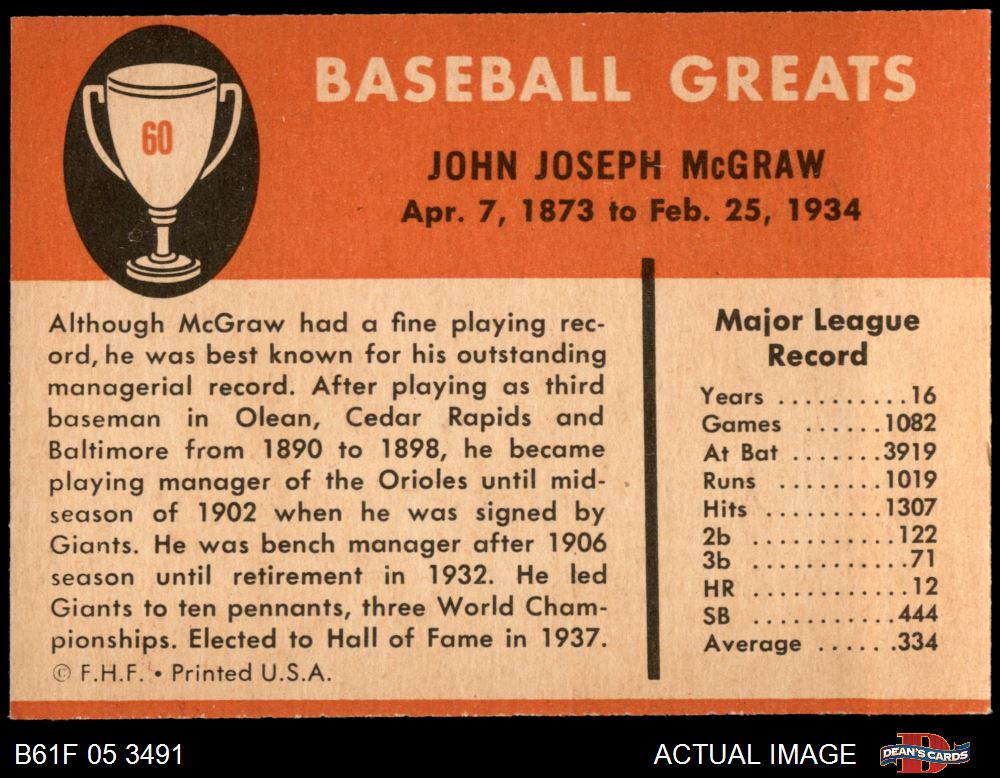 60
BASEBALL GREATS
JOHN JOSEPH McGRAW
Apr. 7, 1873 to Feb. 25, 1934
Although McGraw had a fine playing rec-
ord, he was best known for his outstanding
managerial record. After playing as third
baseman in Olean, Cedar Rapids and
Baltimore from 1890 to 1898, he became
playing manager of the Orioles until mid-
season of 1902 when he was signed by
Giants. He was bench manager after 1906
season until retirement in 1932. He led
Giants to ten pennants, three World Cham-
pionships. Elected to Hall of Fame in 1937.
© F.H.F. • Printed U.S.A.
Major League
Record
Years ..........16
Games ......1082
At Bat .......3919
Runs ........1019
Hits .........1307
2b ...........122
3b ............71
HR ............12
SB ...........444
Average ......334
B61F 05 3491
ACTUAL IMAGE
D
DEAN'S CARDS